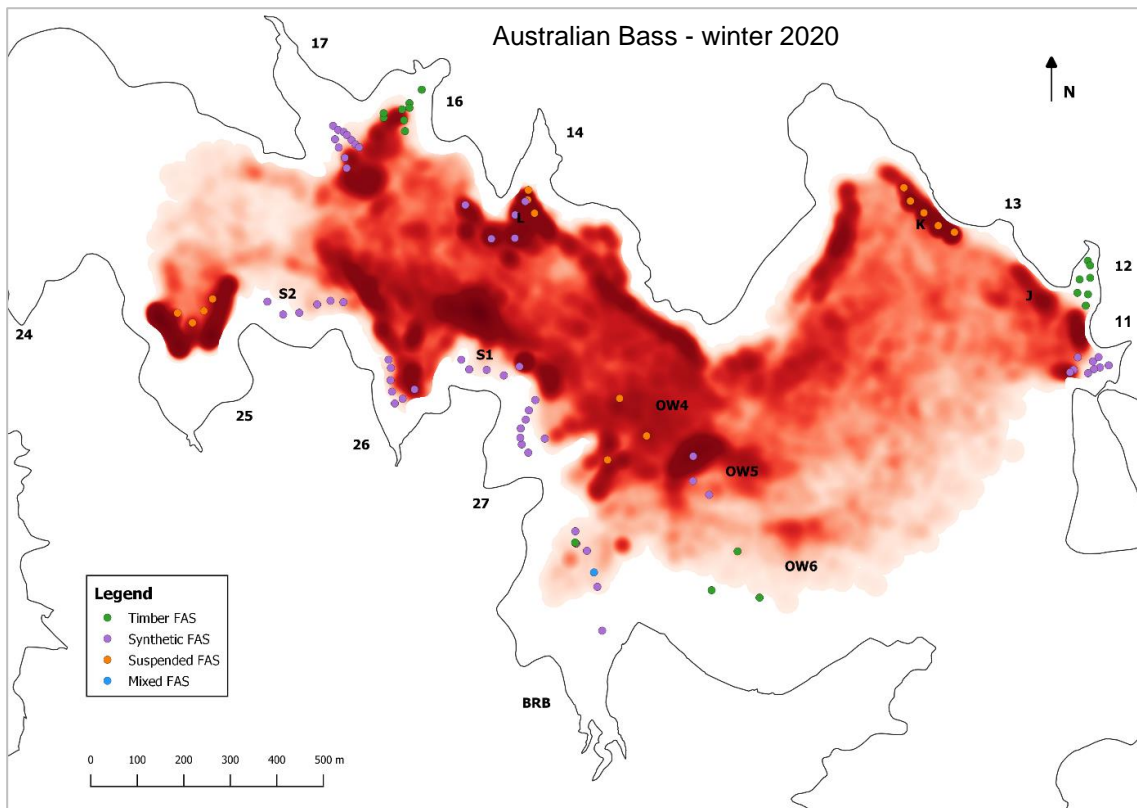 Australian Bass - winter 2020
17
16
14
N
13
K
12
L
11
J
S2
24
S1
25
OW4
26
OW5
27
OW6
Legend
Timber FAS
Synthetic FAS
Suspended FAS
Mixed FAS
BRB
0 100 200 300 400 500 m